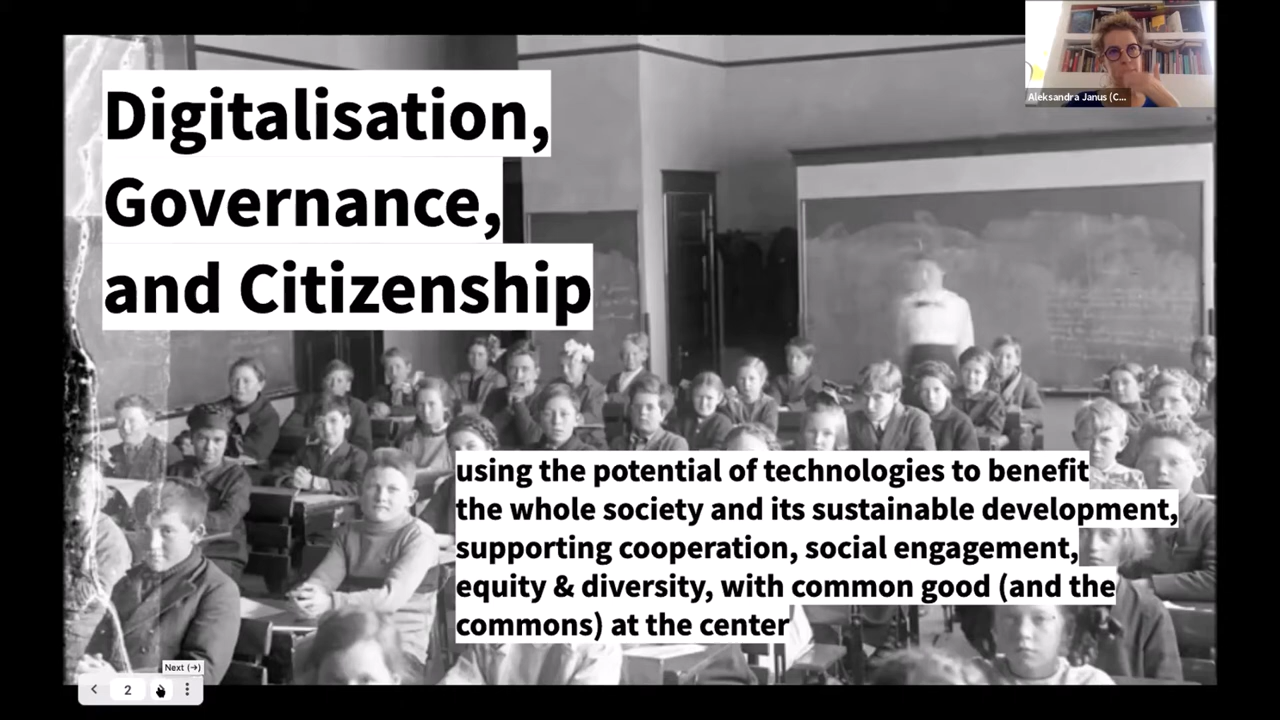 Digitalisation,
Governance,
and Citizenship
Aleksandra Janus (C...
using the potential of technologies to benefit
the whole society and its sustainable development,
supporting cooperation, social engagement,
equity & diversity, with common good (and the
commons) at the center
Next (→)
2